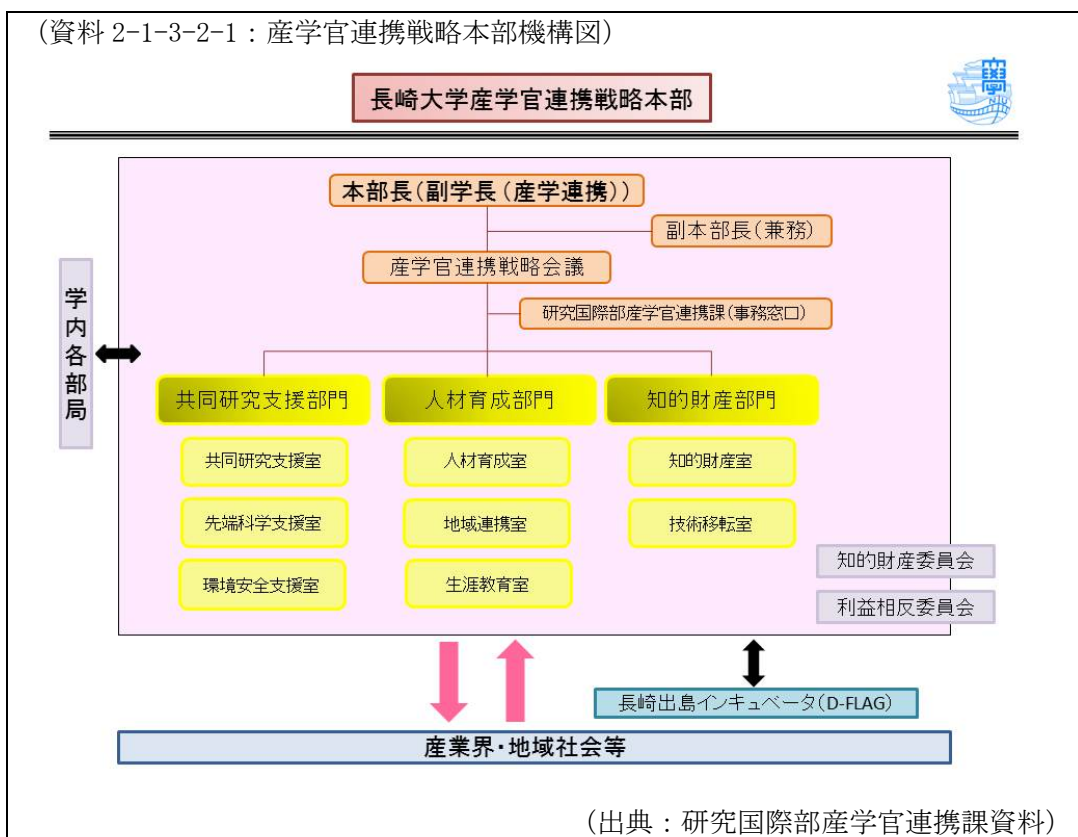 （資料 2-1-3-2-1：産学官連携戦略本部機構図）
長崎大学産学官連携戦略本部
本部長（副学長（産学連携））
副本部長（兼務）
産学官連携戦略会議
研究国際部産学官連携課（事務窓口）
学内各部局
共同研究支援部門
人材育成部門
知的財産部門
共同研究支援室
人材育成室
知的財産室
先端科学支援室
地域連携室
技術移転室
環境安全支援室
生涯教育室
知的財産委員会
利益相反委員会
長崎出島インキュベータ（D-FLAG）
産業界・地域社会等
（出典：研究国際部産学官連携課資料）